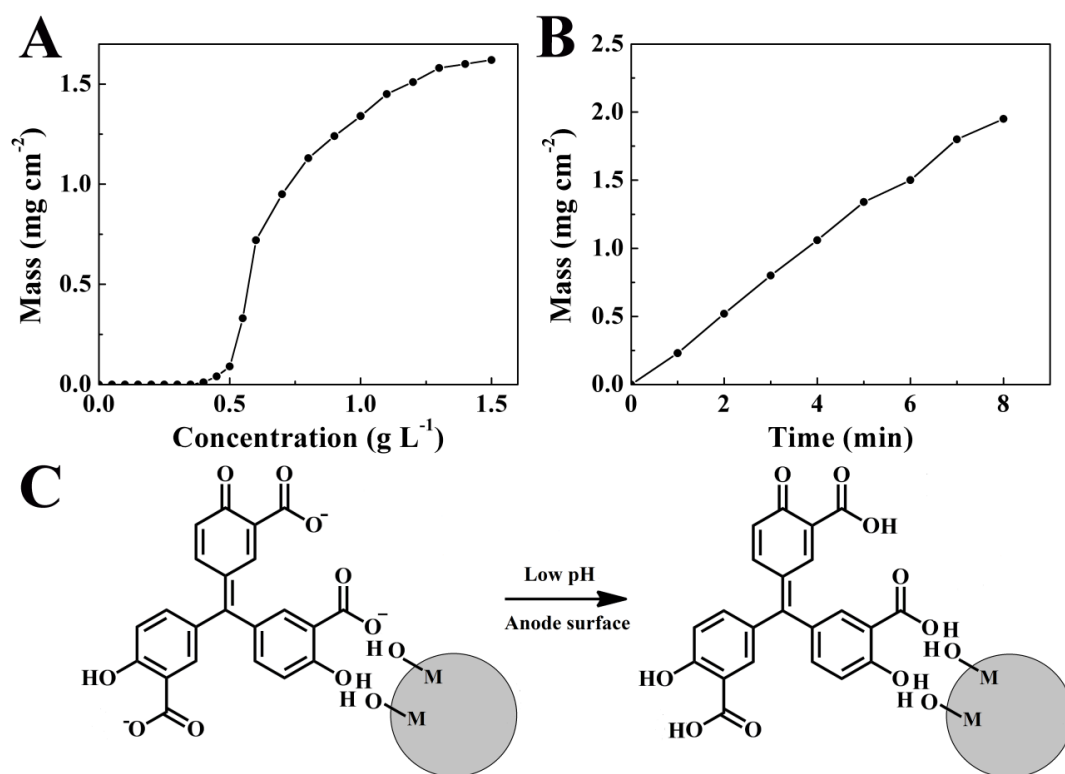 A
Mass (mg cm⁻²)
1.5
1.0
0.5
0.0
0.0 0.5 1.0 1.5
Concentration (g L⁻¹)
B
Mass (mg cm⁻²)
2.5
2.0
1.5
1.0
0.5
0.0
0 2 4 6 8
Time (min)
C
O O
O⁻
O
O⁻
H
O
M
HO
OH
H
O
M
⁻O O
Low pH
Anode surface
O O
OH
O
OH
H
O
M
HO
OH
H
O
M
HO O